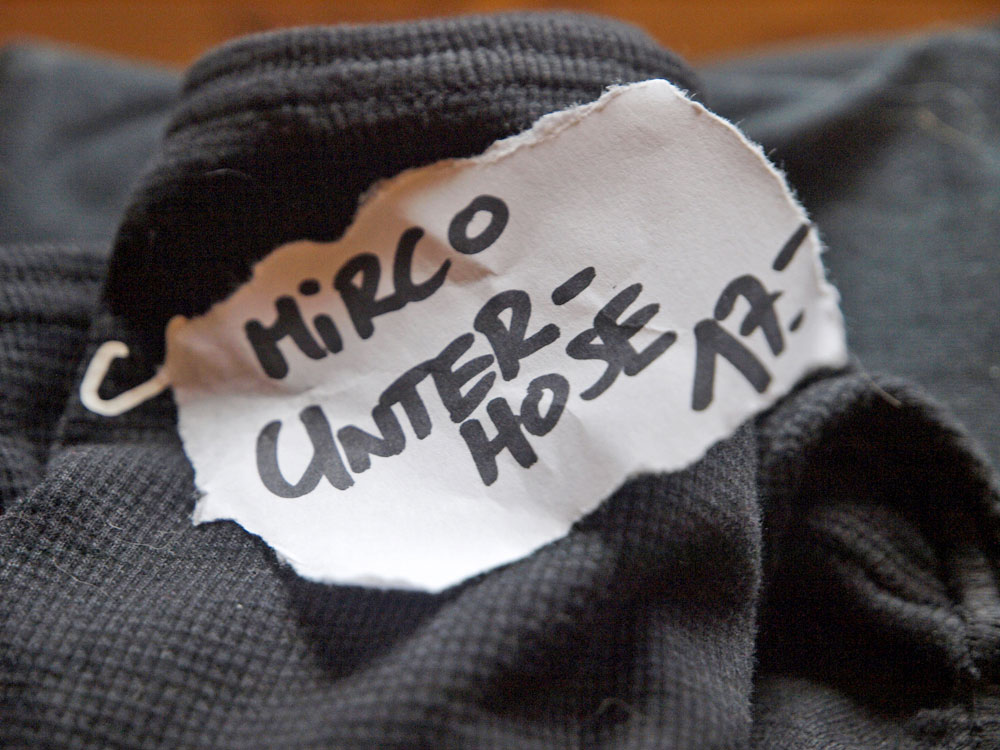 MiRCO
UNTER-
HOSE 17.-